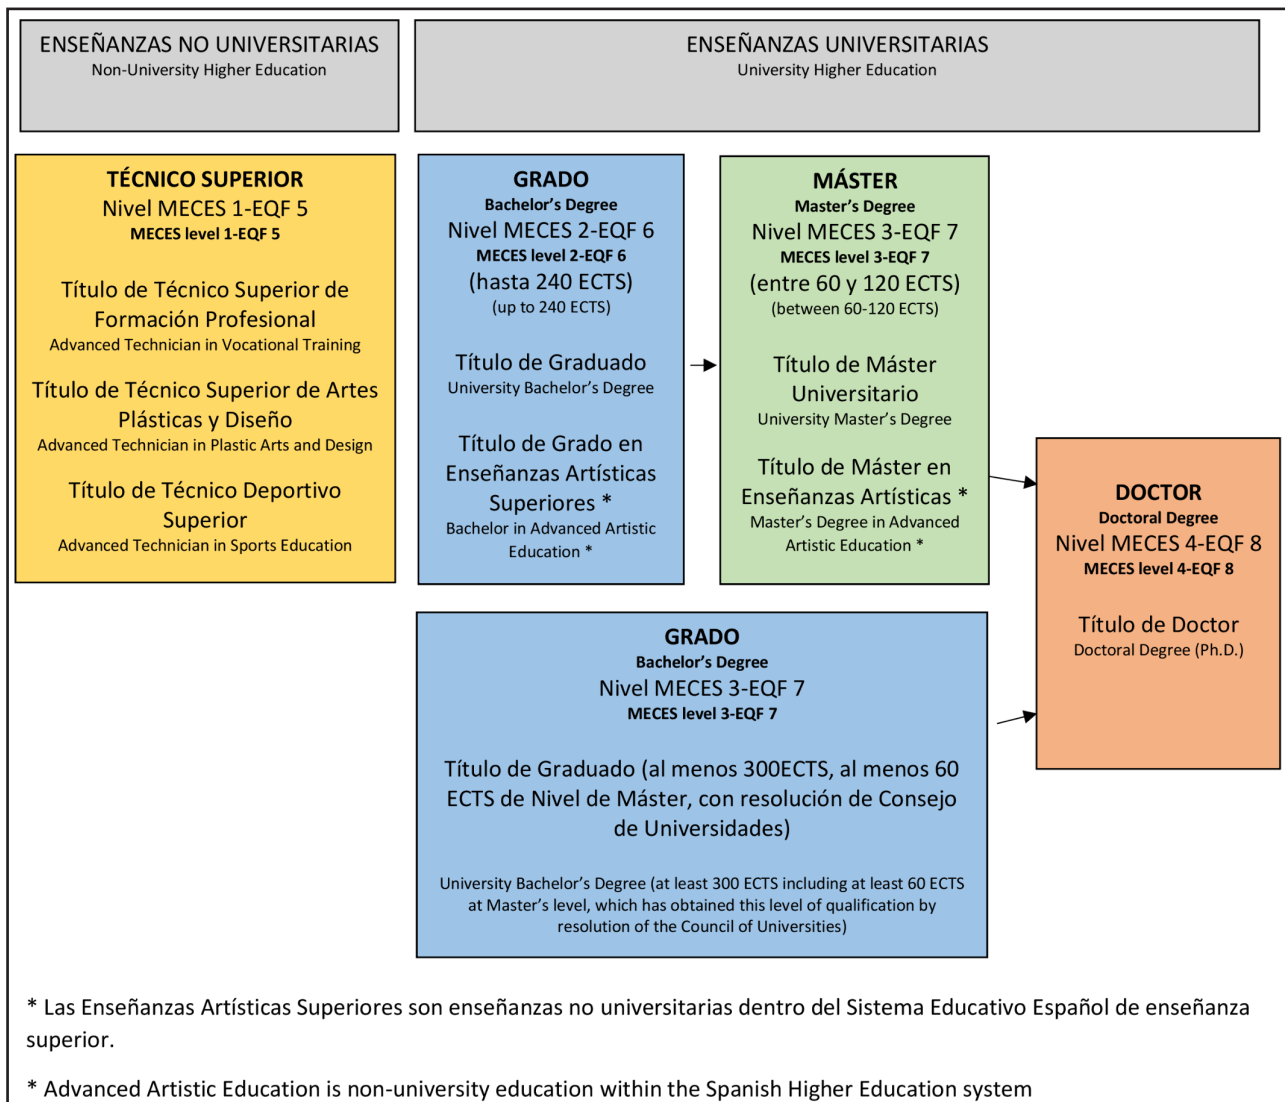 ENSEÑANZAS NO UNIVERSITARIAS
Non-University Higher Education
ENSEÑANZAS UNIVERSITARIAS
University Higher Education
TÉCNICO SUPERIOR
Nivel MECES 1-EQF 5
MECES level 1-EQF 5
Título de Técnico Superior de
Formación Profesional
Advanced Technician in Vocational Training
Título de Técnico Superior de Artes
Plásticas y Diseño
Advanced Technician in Plastic Arts and Design
Título de Técnico Deportivo
Superior
Advanced Technician in Sports Education
GRADO
Bachelor's Degree
Nivel MECES 2-EQF 6
MECES level 2-EQF 6
(hasta 240 ECTS)
(up to 240 ECTS)
Título de Graduado
University Bachelor's Degree
Título de Grado en
Enseñanzas Artísticas
Superiores *
Bachelor in Advanced Artistic
Education *
MÁSTER
Master's Degree
Nivel MECES 3-EQF 7
MECES level 3-EQF 7
(entre 60 y 120 ECTS)
(between 60-120 ECTS)
Título de Máster
Universitario
University Master's Degree
Título de Máster en
Enseñanzas Artísticas *
Master's Degree in Advanced
Artistic Education *
DOCTOR
Doctoral Degree
Nivel MECES 4-EQF 8
MECES level 4-EQF 8
Título de Doctor
Doctoral Degree (Ph.D.)
GRADO
Bachelor's Degree
Nivel MECES 3-EQF 7
MECES level 3-EQF 7
Título de Graduado (al menos 300ECTS, al menos 60
ECTS de Nivel de Máster, con resolución de Consejo
de Universidades)
University Bachelor's Degree (at least 300 ECTS including at least 60 ECTS
at Master's level, which has obtained this level of qualification by
resolution of the Council of Universities)
* Las Enseñanzas Artísticas Superiores son enseñanzas no universitarias dentro del Sistema Educativo Español de enseñanza
superior.
* Advanced Artistic Education is non-university education within the Spanish Higher Education system